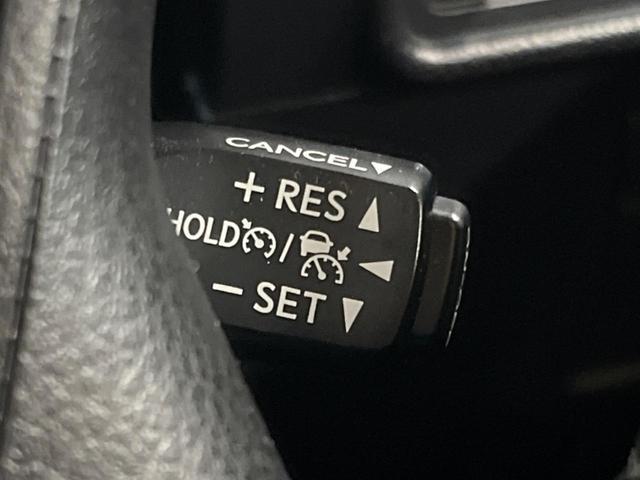 CANCEL
+ RES
HOLD /
- SET